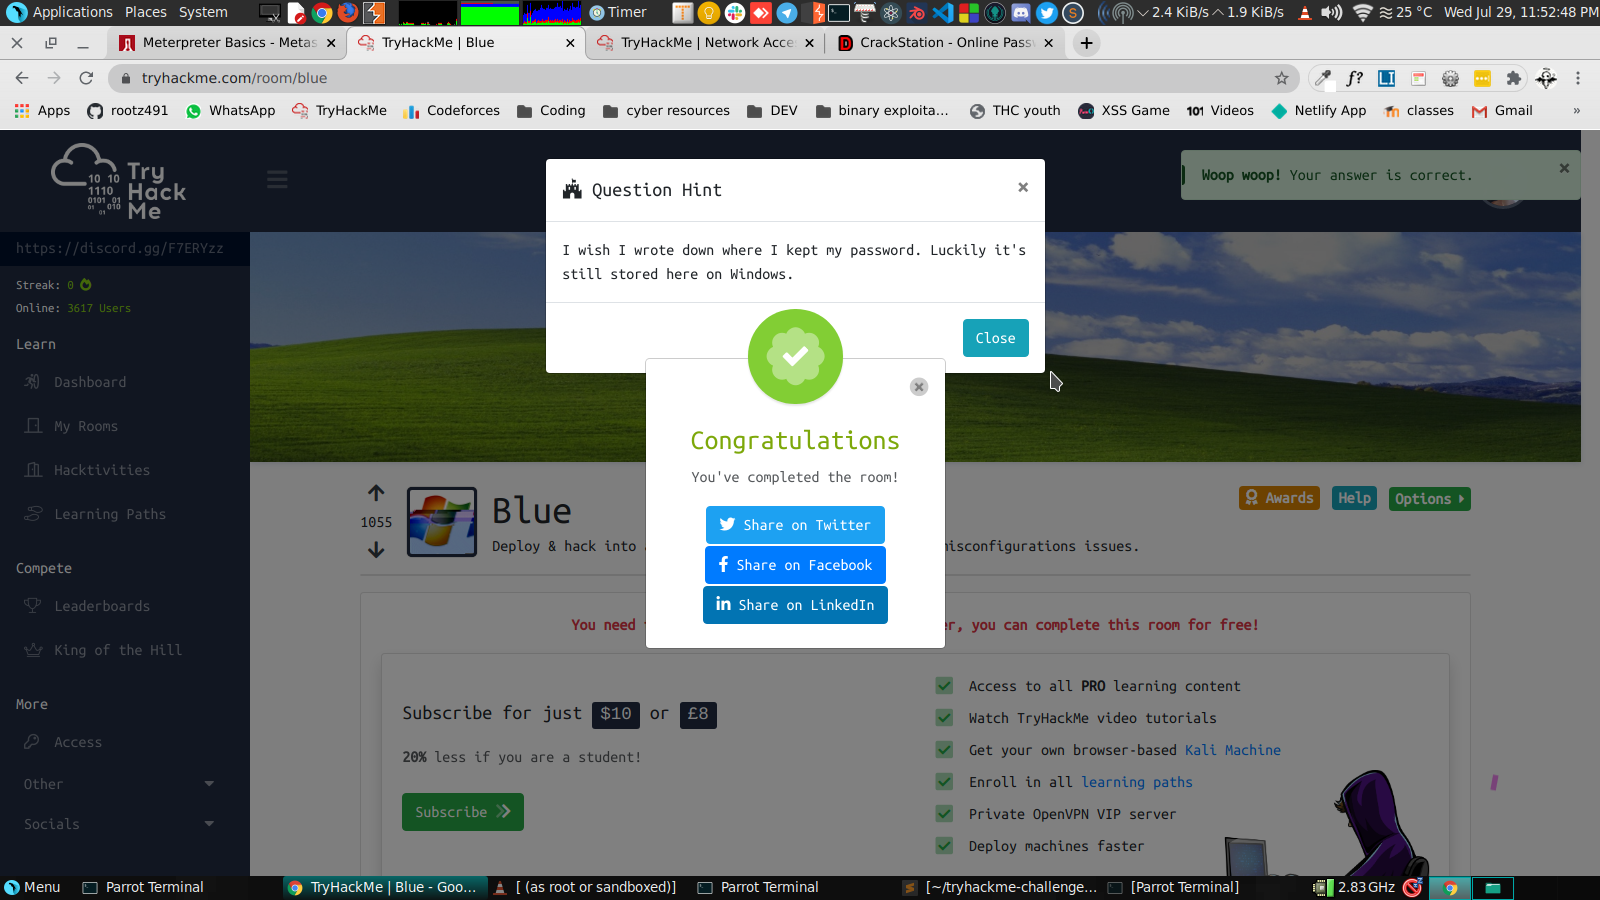 Applications Places System Timer 2.4 KiB/s 1.9 KiB/s 25 °C Wed Jul 29, 11:52:48 PM
Meterpreter Basics - Metas TryHackMe | Blue TryHackMe | Network Acce CrackStation - Online Pass
tryhackme.com/room/blue
Apps rootz491 WhatsApp TryHackMe Codeforces Coding cyber resources DEV binary exploita... THC youth XSS Game 101 Videos Netlify App classes Gmail »
Try
Hack
Me
Question Hint
Woop woop! Your answer is correct.
I wish I wrote down where I kept my password. Luckily it's
still stored here on Windows.
Close
https://discord.gg/F7ERYzz
Streak: 0
Online: 3617 Users
Learn
Dashboard
My Rooms
Hacktivities
Learning Paths
Compete
Leaderboards
King of the Hill
More
Access
Other
Socials
Congratulations
You've completed the room!
Share on Twitter
Share on Facebook
Share on LinkedIn
1055
Blue
Awards Help Options
Deploy & hack into isconfigurations issues.
You need er, you can complete this room for free!
Subscribe for just $10 or £8
20% less if you are a student!
Subscribe
Access to all PRO learning content
Watch TryHackMe video tutorials
Get your own browser-based Kali Machine
Enroll in all learning paths
Private OpenVPN VIP server
Deploy machines faster
Menu Parrot Terminal TryHackMe | Blue - Goo... [ (as root or sandboxed)] Parrot Terminal [~/tryhackme-challenge... [Parrot Terminal] 2.83GHz